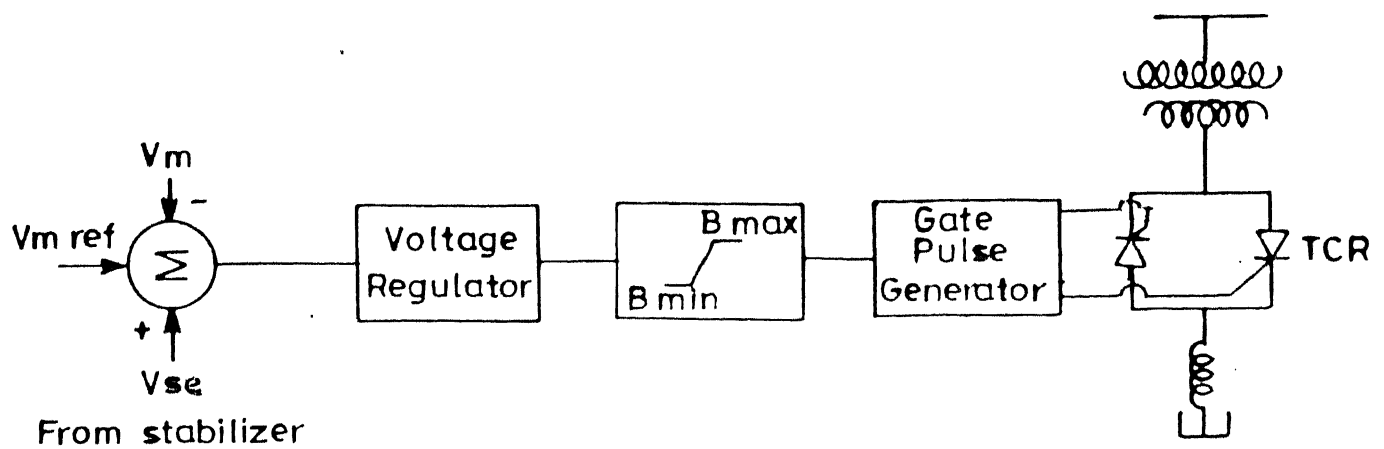 Vm
-
Vm ref
Σ
+
Vse
From stabilizer
Voltage
Regulator
B max
B min
Gate
Pulse
Generator
TCR